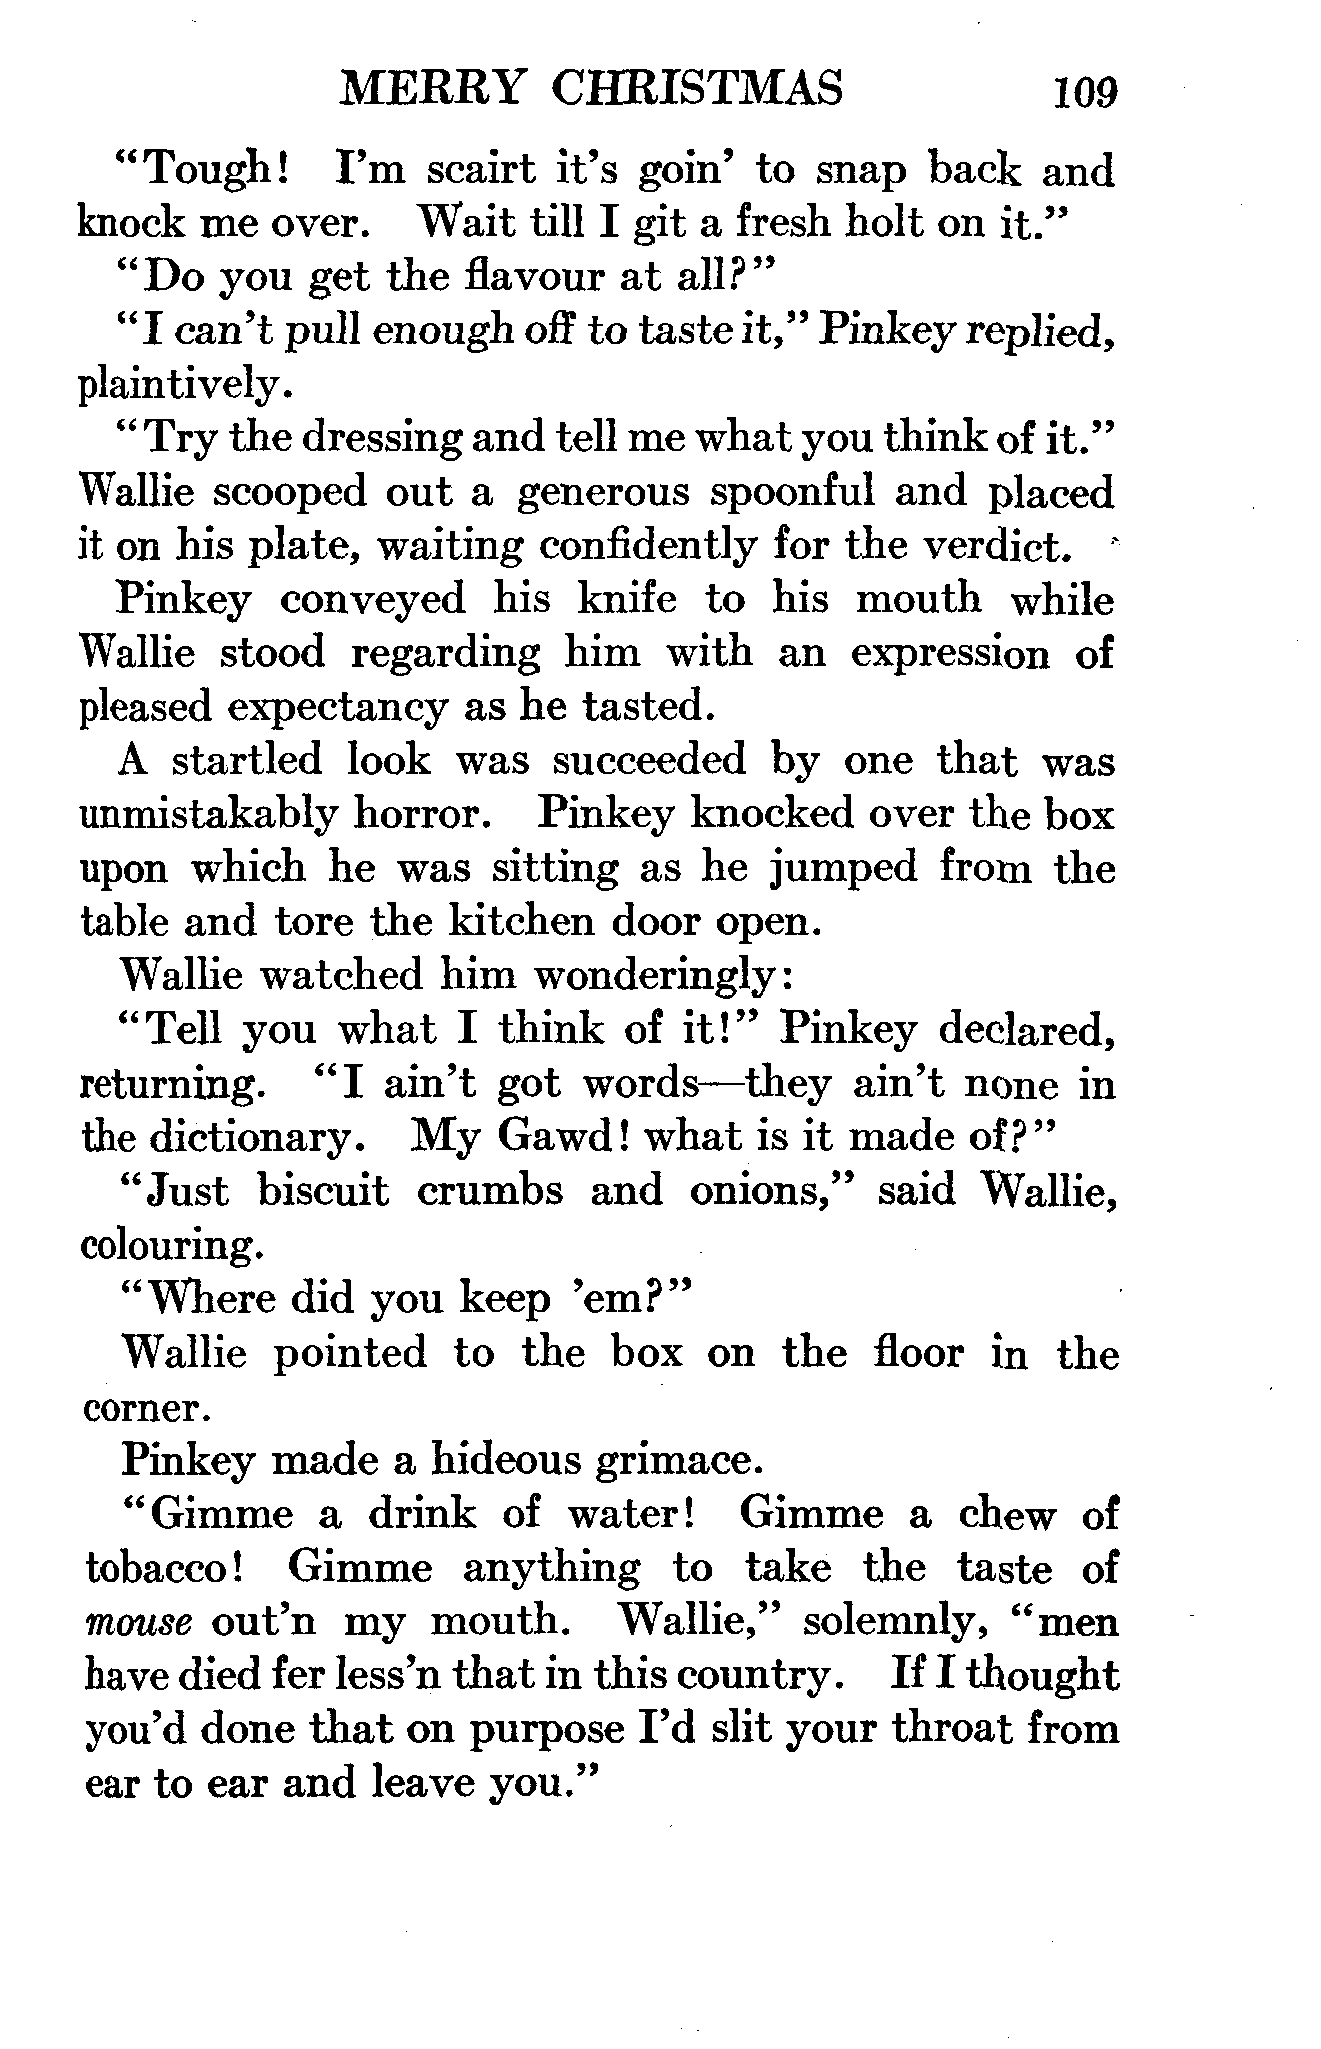 MERRY CHRISTMAS 109
“Tough! I’m scairt it’s goin’ to snap back and
knock me over. Wait till I git a fresh holt on it.”
“Do you get the flavour at all?”
“I can’t pull enough off to taste it,” Pinkey replied,
plaintively.
“Try the dressing and tell me what you think of it.”
Wallie scooped out a generous spoonful and placed
it on his plate, waiting confidently for the verdict.
Pinkey conveyed his knife to his mouth while
Wallie stood regarding him with an expression of
pleased expectancy as he tasted.
A startled look was succeeded by one that was
unmistakably horror. Pinkey knocked over the box
upon which he was sitting as he jumped from the
table and tore the kitchen door open.
Wallie watched him wonderingly:
“Tell you what I think of it!” Pinkey declared,
returning. “I ain’t got words—they ain’t none in
the dictionary. My Gawd! what is it made of?”
“Just biscuit crumbs and onions,” said Wallie,
colouring.
“Where did you keep ’em?”
Wallie pointed to the box on the floor in the
corner.
Pinkey made a hideous grimace.
“Gimme a drink of water! Gimme a chew of
tobacco! Gimme anything to take the taste of
mouse out’n my mouth. Wallie,” solemnly, “men
have died fer less’n that in this country. If I thought
you’d done that on purpose I’d slit your throat from
ear to ear and leave you.”